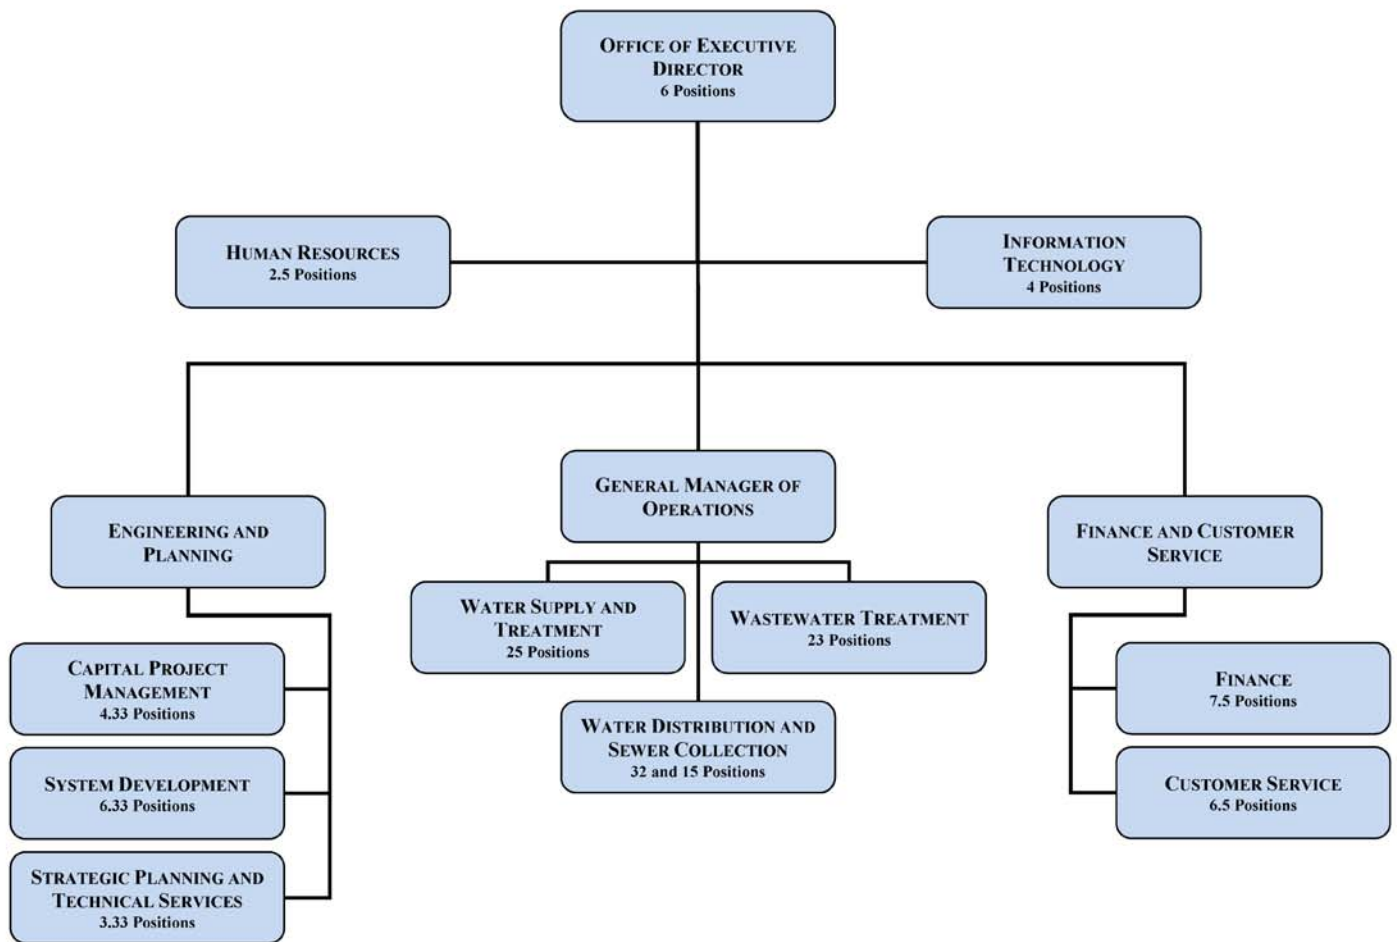 OFFICE OF EXECUTIVE
DIRECTOR
6 Positions
HUMAN RESOURCES
2.5 Positions
INFORMATION
TECHNOLOGY
4 Positions
ENGINEERING AND
PLANNING
GENERAL MANAGER OF
OPERATIONS
FINANCE AND CUSTOMER
SERVICE
CAPITAL PROJECT
MANAGEMENT
4.33 Positions
SYSTEM DEVELOPMENT
6.33 Positions
STRATEGIC PLANNING AND
TECHNICAL SERVICES
3.33 Positions
WATER SUPPLY AND
TREATMENT
25 Positions
WASTEWATER TREATMENT
23 Positions
WATER DISTRIBUTION AND
SEWER COLLECTION
32 and 15 Positions
FINANCE
7.5 Positions
CUSTOMER SERVICE
6.5 Positions